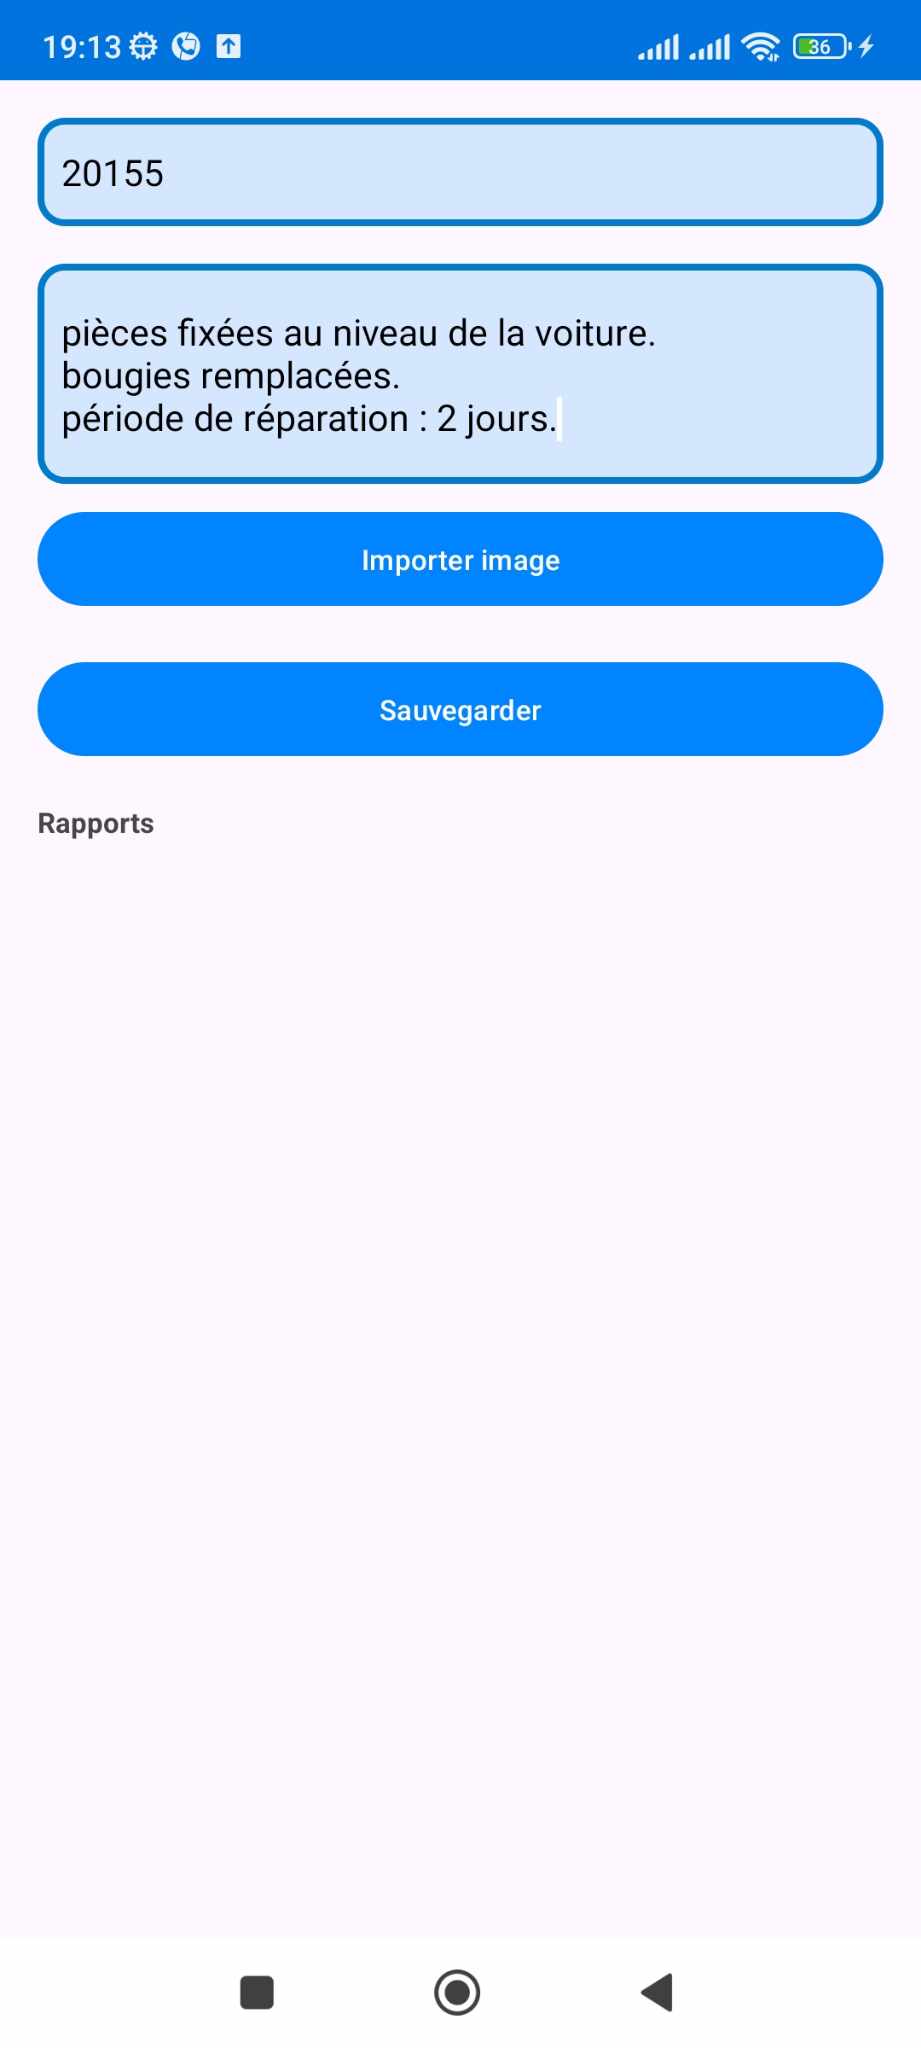 19:13
36
20155
pièces fixées au niveau de la voiture.
bougies remplacées.
période de réparation : 2 jours.
Importer image
Sauvegarder
Rapports